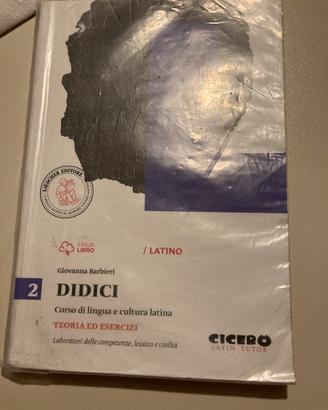 LOESCHER EDITORE
il Multi
LIBRO
/ LATINO
Giovanna Barbieri
2
DIDICI
Corso di lingua e cultura latina
TEORIA ED ESERCIZI
Laboratori delle competenze, lessico e civiltà
CICERO
LATIN TUTOR